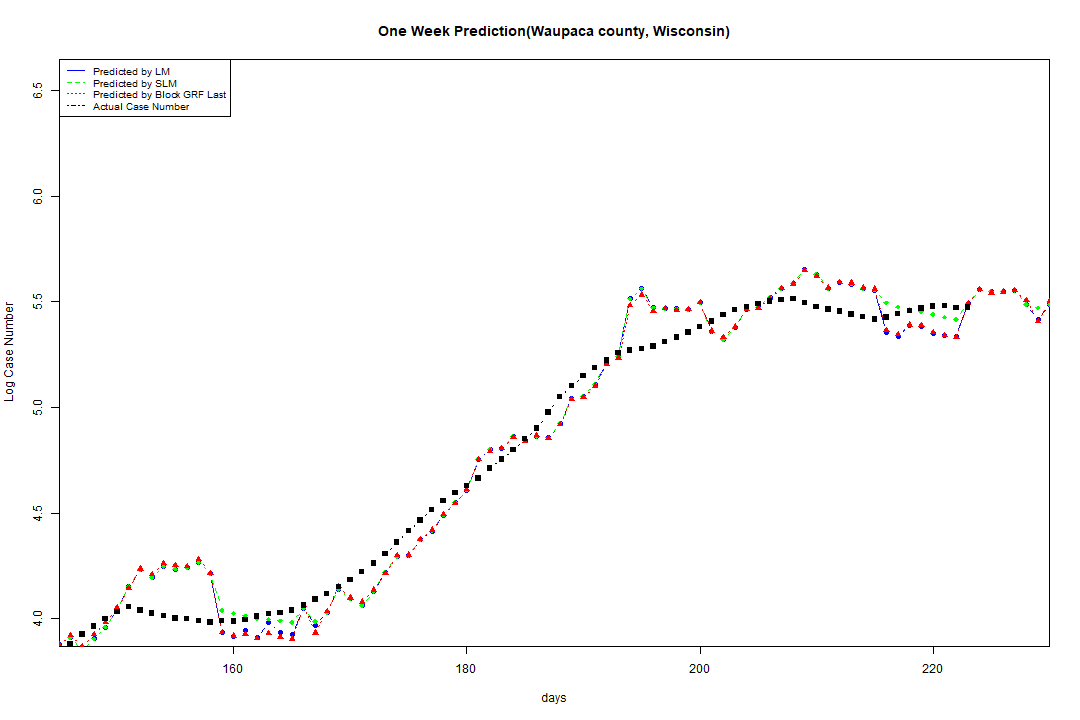 One Week Prediction(Waupaca county, Wisconsin)
Predicted by LM
Predicted by SLM
Predicted by Block GRF Last
Actual Case Number
6.5
6.0
5.5
5.0
4.5
4.0
Log Case Number
160 180 200 220
days